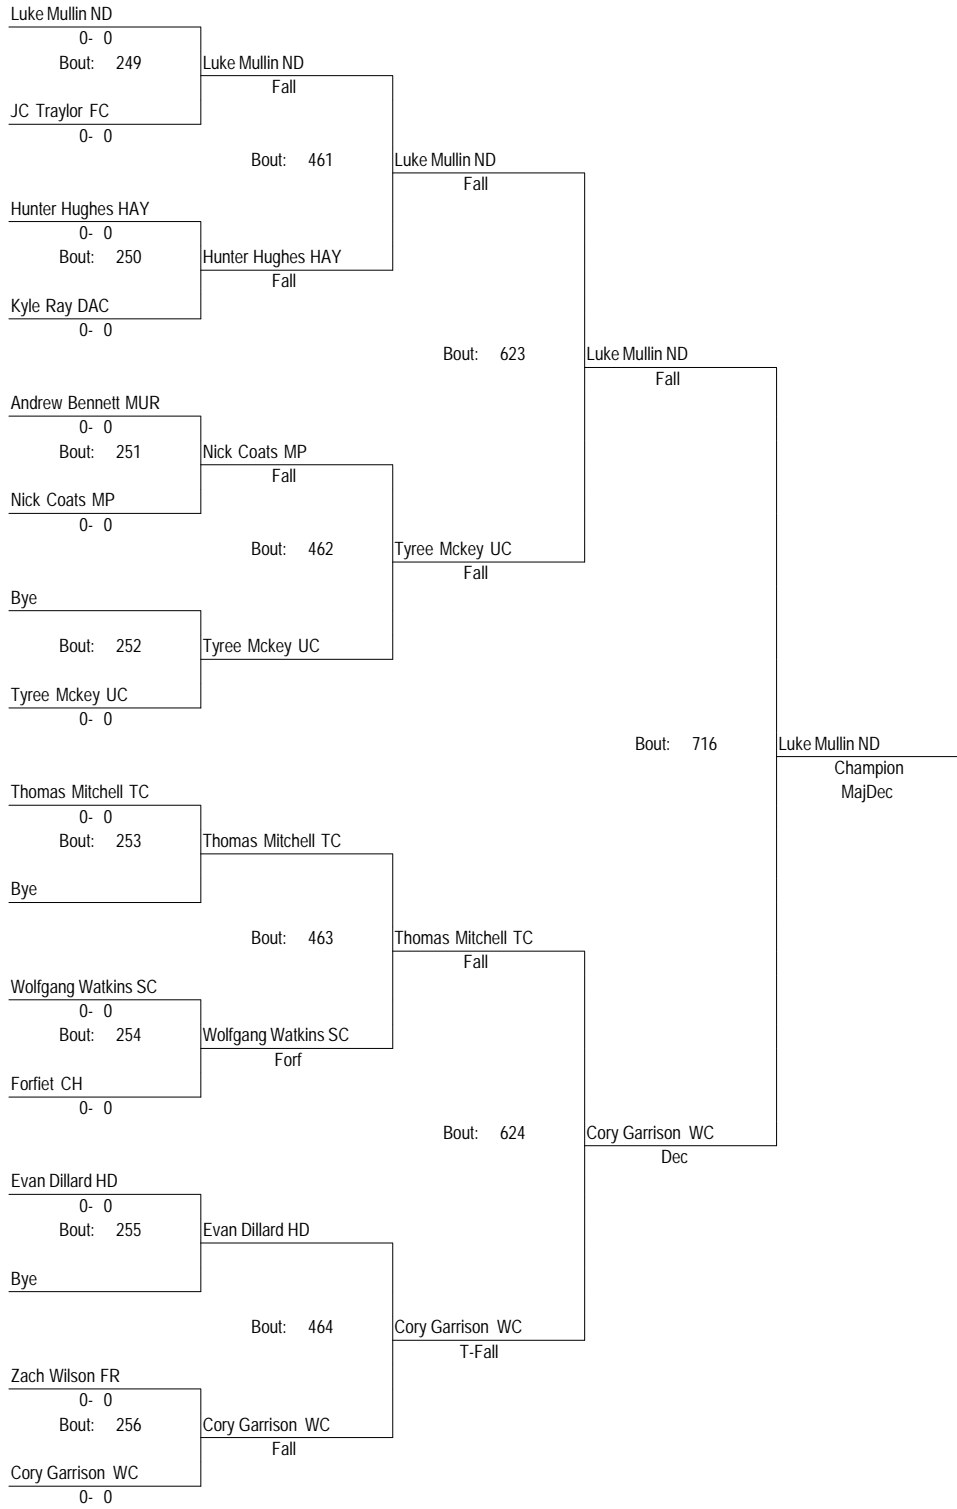 Luke Mullin ND
0- 0
Bout: 249
Luke Mullin ND
Fall
JC Traylor FC
0- 0
Bout: 461
Luke Mullin ND
Fall
Hunter Hughes HAY
0- 0
Bout: 250
Hunter Hughes HAY
Fall
Kyle Ray DAC
0- 0
Bout: 623
Luke Mullin ND
Fall
Andrew Bennett MUR
0- 0
Bout: 251
Nick Coats MP
Fall
Nick Coats MP
0- 0
Bout: 462
Tyree Mckey UC
Fall
Bye
Bout: 252
Tyree Mckey UC
Tyree Mckey UC
0- 0
Bout: 716
Luke Mullin ND
Champion
MajDec
Thomas Mitchell TC
0- 0
Bout: 253
Thomas Mitchell TC
Bye
Bout: 463
Thomas Mitchell TC
Fall
Wolfgang Watkins SC
0- 0
Bout: 254
Wolfgang Watkins SC
Forf
Forfiet CH
0- 0
Bout: 624
Cory Garrison WC
Dec
Evan Dillard HD
0- 0
Bout: 255
Evan Dillard HD
Bye
Bout: 464
Cory Garrison WC
T-Fall
Zach Wilson FR
0- 0
Bout: 256
Cory Garrison WC
Fall
Cory Garrison WC
0- 0